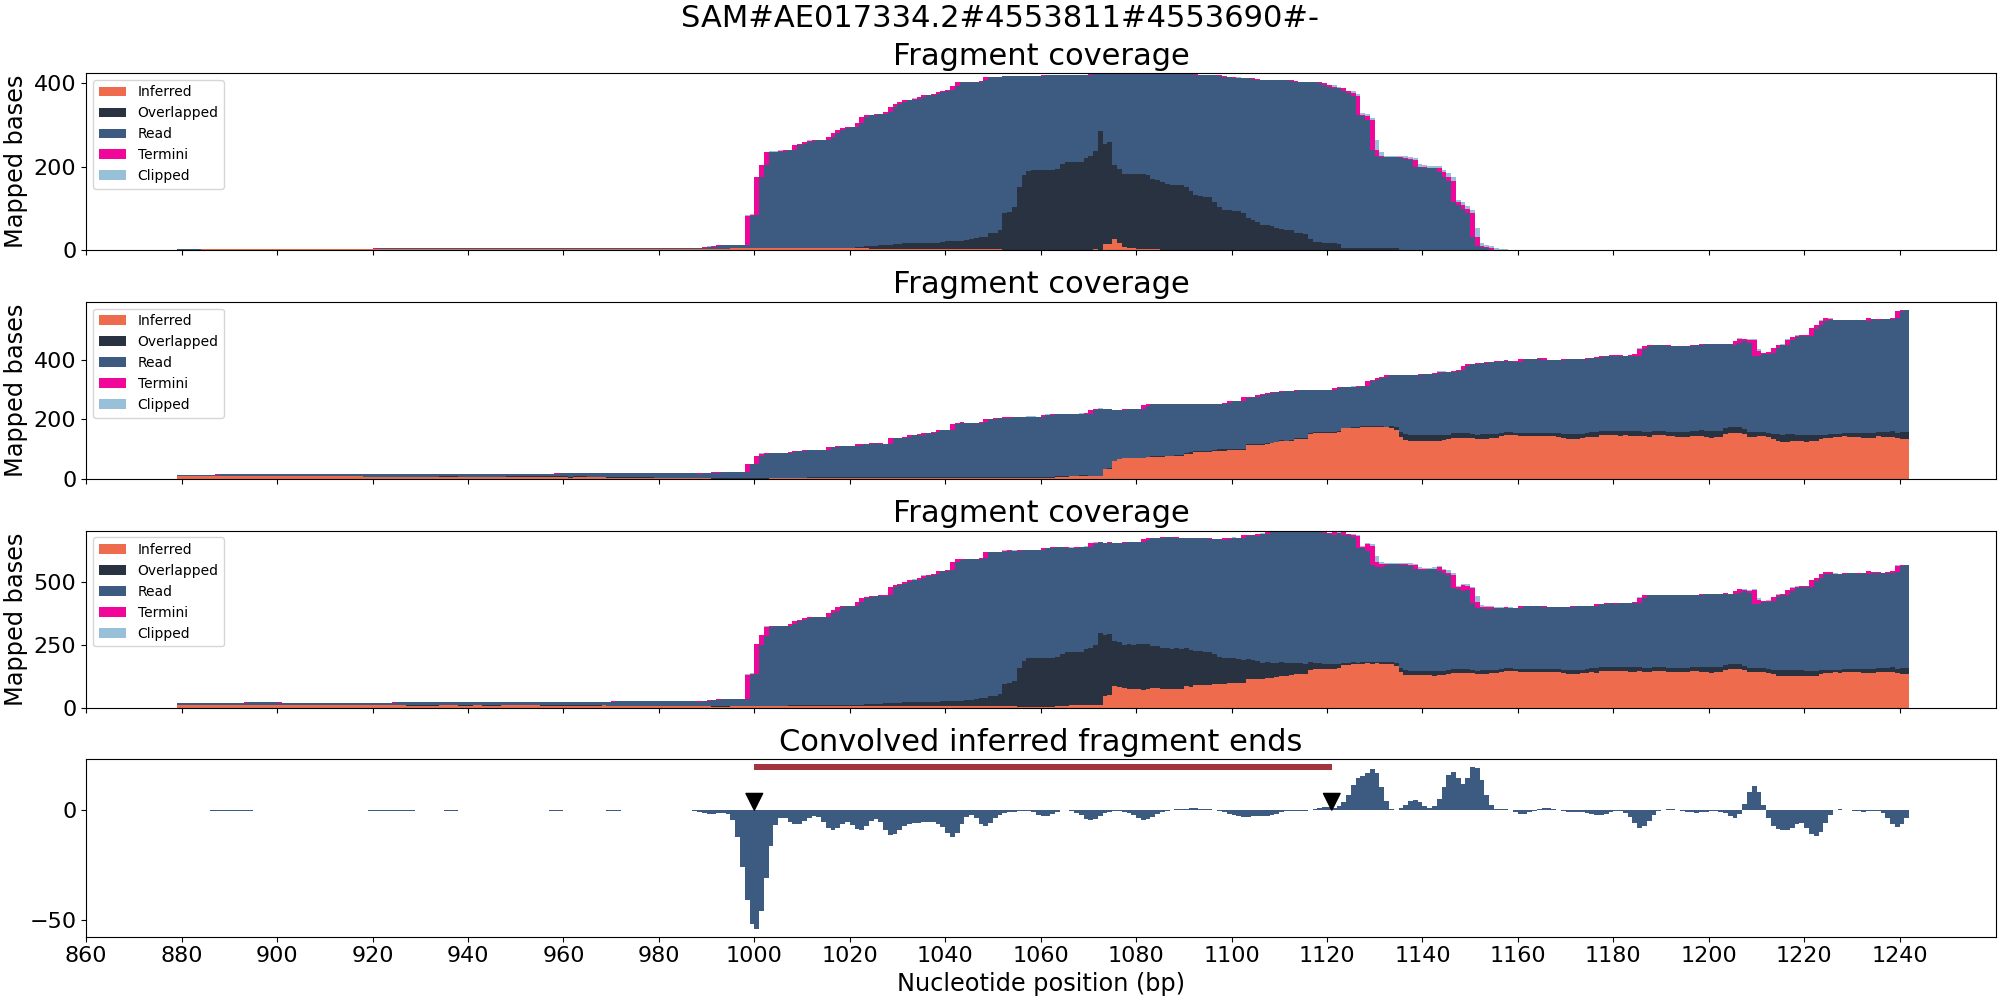 SAM#AE017334.2#4553811#4553690#-
Fragment coverage
Mapped bases
400
200
0
Inferred
Overlapped
Read
Termini
Clipped
Fragment coverage
Mapped bases
400
200
0
Inferred
Overlapped
Read
Termini
Clipped
Fragment coverage
Mapped bases
500
250
0
Inferred
Overlapped
Read
Termini
Clipped
Convolved inferred fragment ends
0
−50
860 880 900 920 940 960 980 1000 1020 1040 1060 1080 1100 1120 1140 1160 1180 1200 1220 1240
Nucleotide position (bp)